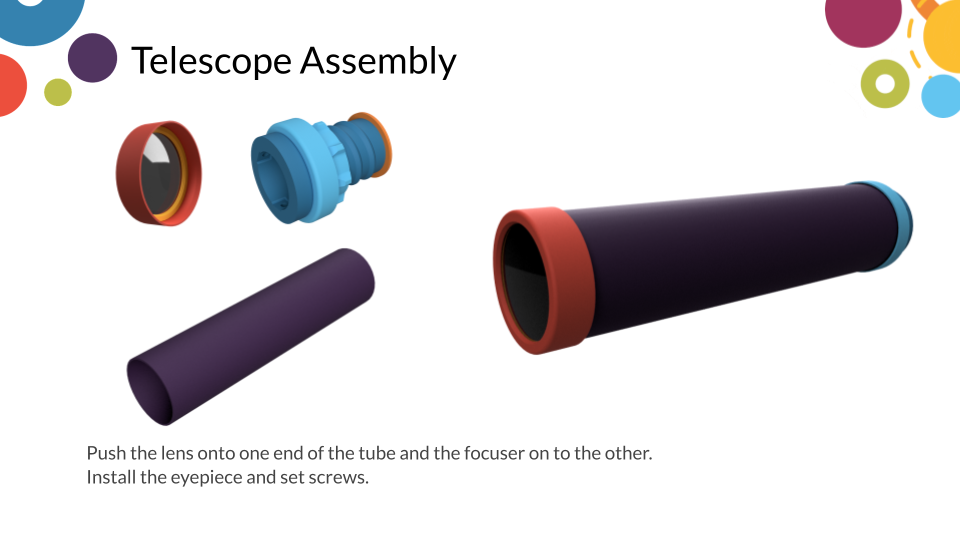 Telescope Assembly
Push the lens onto one end of the tube and the focuser on to the other.
Install the eyepiece and set screws.